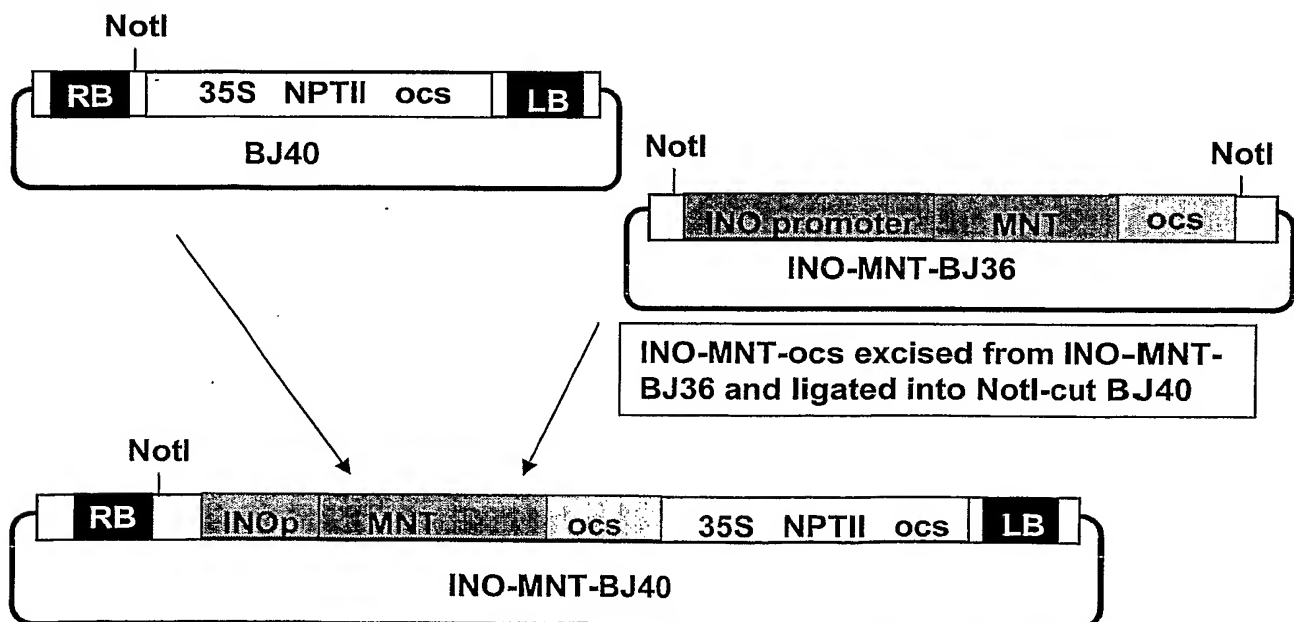 NotI
RB 35S NPTII ocs LB
BJ40
NotI NotI
INO promoter MNT ocs
INO-MNT-BJ36
INO-MNT-ocs excised from INO-MNT-
BJ36 and ligated into NotI-cut BJ40
NotI
RB INOp MNT ocs 35S NPTII ocs LB
INO-MNT-BJ40